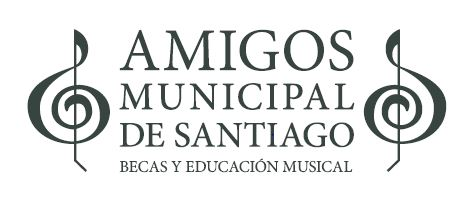 AMIGOS
MUNICIPAL
DE SANTIAGO
BECAS Y EDUCACIÓN MUSICAL